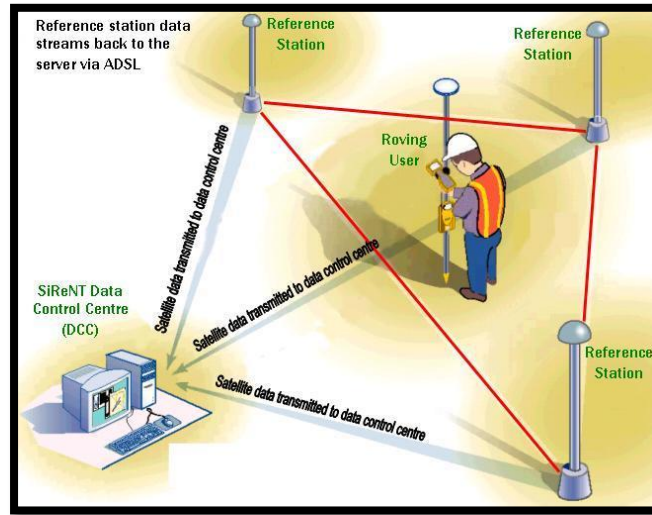 Reference station data
streams back to the
server via ADSL
Reference
Station
Reference
Station
Roving
User
Satellite data transmitted to data control centre
Satellite data transmitted to data control centre
SiReNT Data
Control Centre
(DCC)
Reference
Station
Satellite data transmitted to data control centre